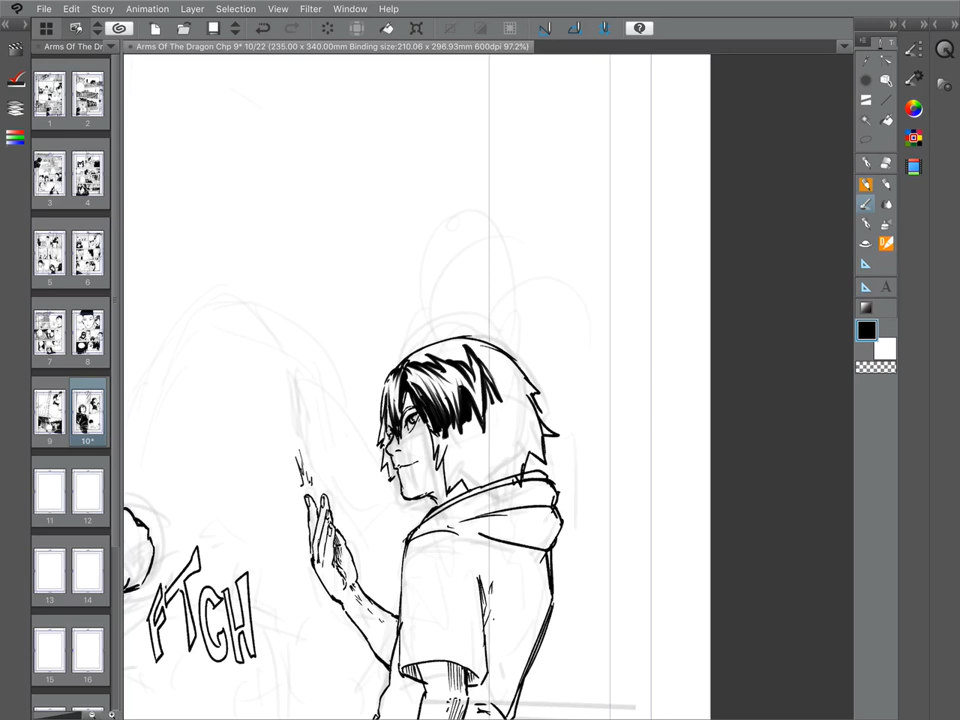 File Edit Story Animation Layer Selection View Filter Window Help
Arms Of The Dr
Arms Of The Dragon Chp 9* 10/22 (235.00 x 340.00mm Binding size:210.06 x 296.93mm 600dpi 97.2%)
1 2
3 4
5 6
7 8
9 10*
11 12
13 14
15 16
FTCH